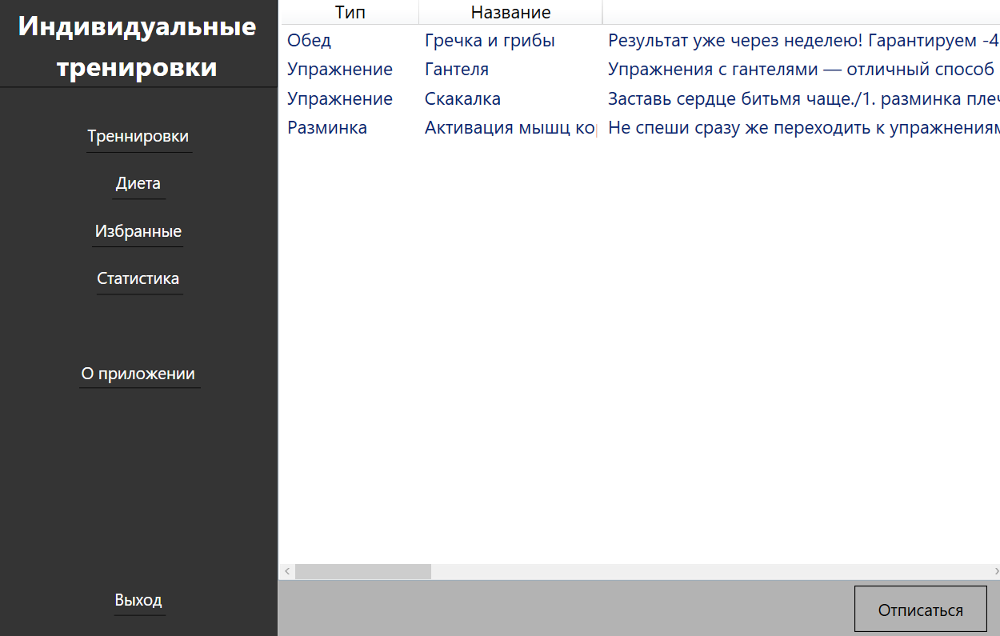 Индивидуальные
тренировки
Треннировки
Диета
Избранные
Статистика
О приложении
Выход
Тип Название
Обед Гречка и грибы Результат уже через неделею! Гарантируем -4
Упражнение Гантеля Упражнения с гантелями — отличный способ
Упражнение Скакалка Заставь сердце битьмя чаще./1. разминка плеч
Разминка Активация мышц ко Не спеши сразу же переходить к упражнениям
Отписаться